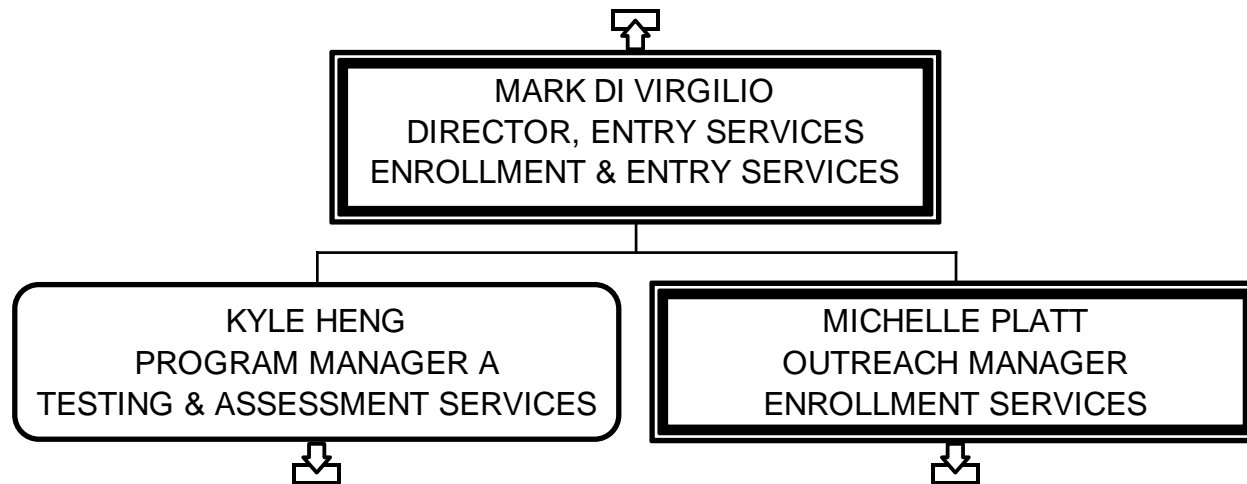 MARK DI VIRGILIO
DIRECTOR, ENTRY SERVICES
ENROLLMENT & ENTRY SERVICES
KYLE HENG
PROGRAM MANAGER A
TESTING & ASSESSMENT SERVICES
MICHELLE PLATT
OUTREACH MANAGER
ENROLLMENT SERVICES